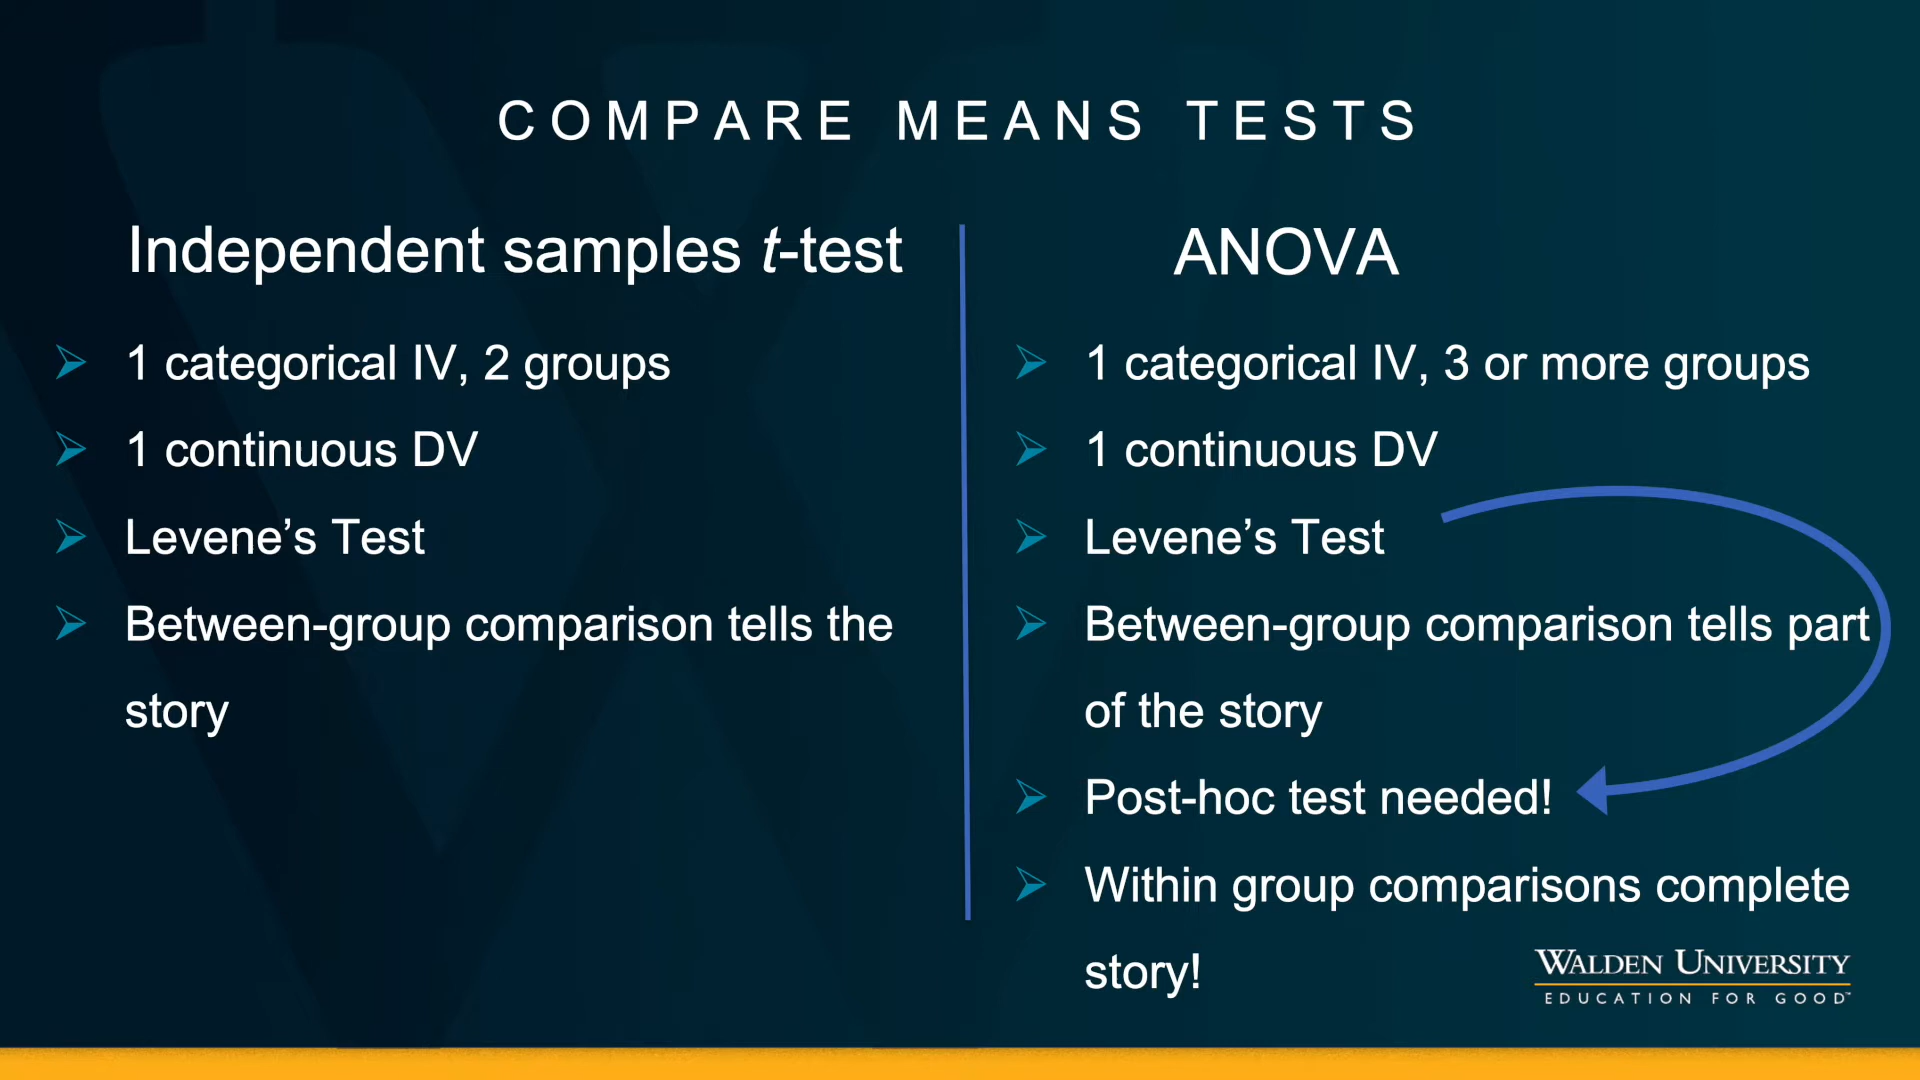 COMPARE MEANS TESTS
Independent samples t-test
1 categorical IV, 2 groups
1 continuous DV
Levene’s Test
Between-group comparison tells the
story
ANOVA
1 categorical IV, 3 or more groups
1 continuous DV
Levene’s Test
Between-group comparison tells part
of the story
Post-hoc test needed!
Within group comparisons complete
story!
WALDEN UNIVERSITY
EDUCATION FOR GOOD™